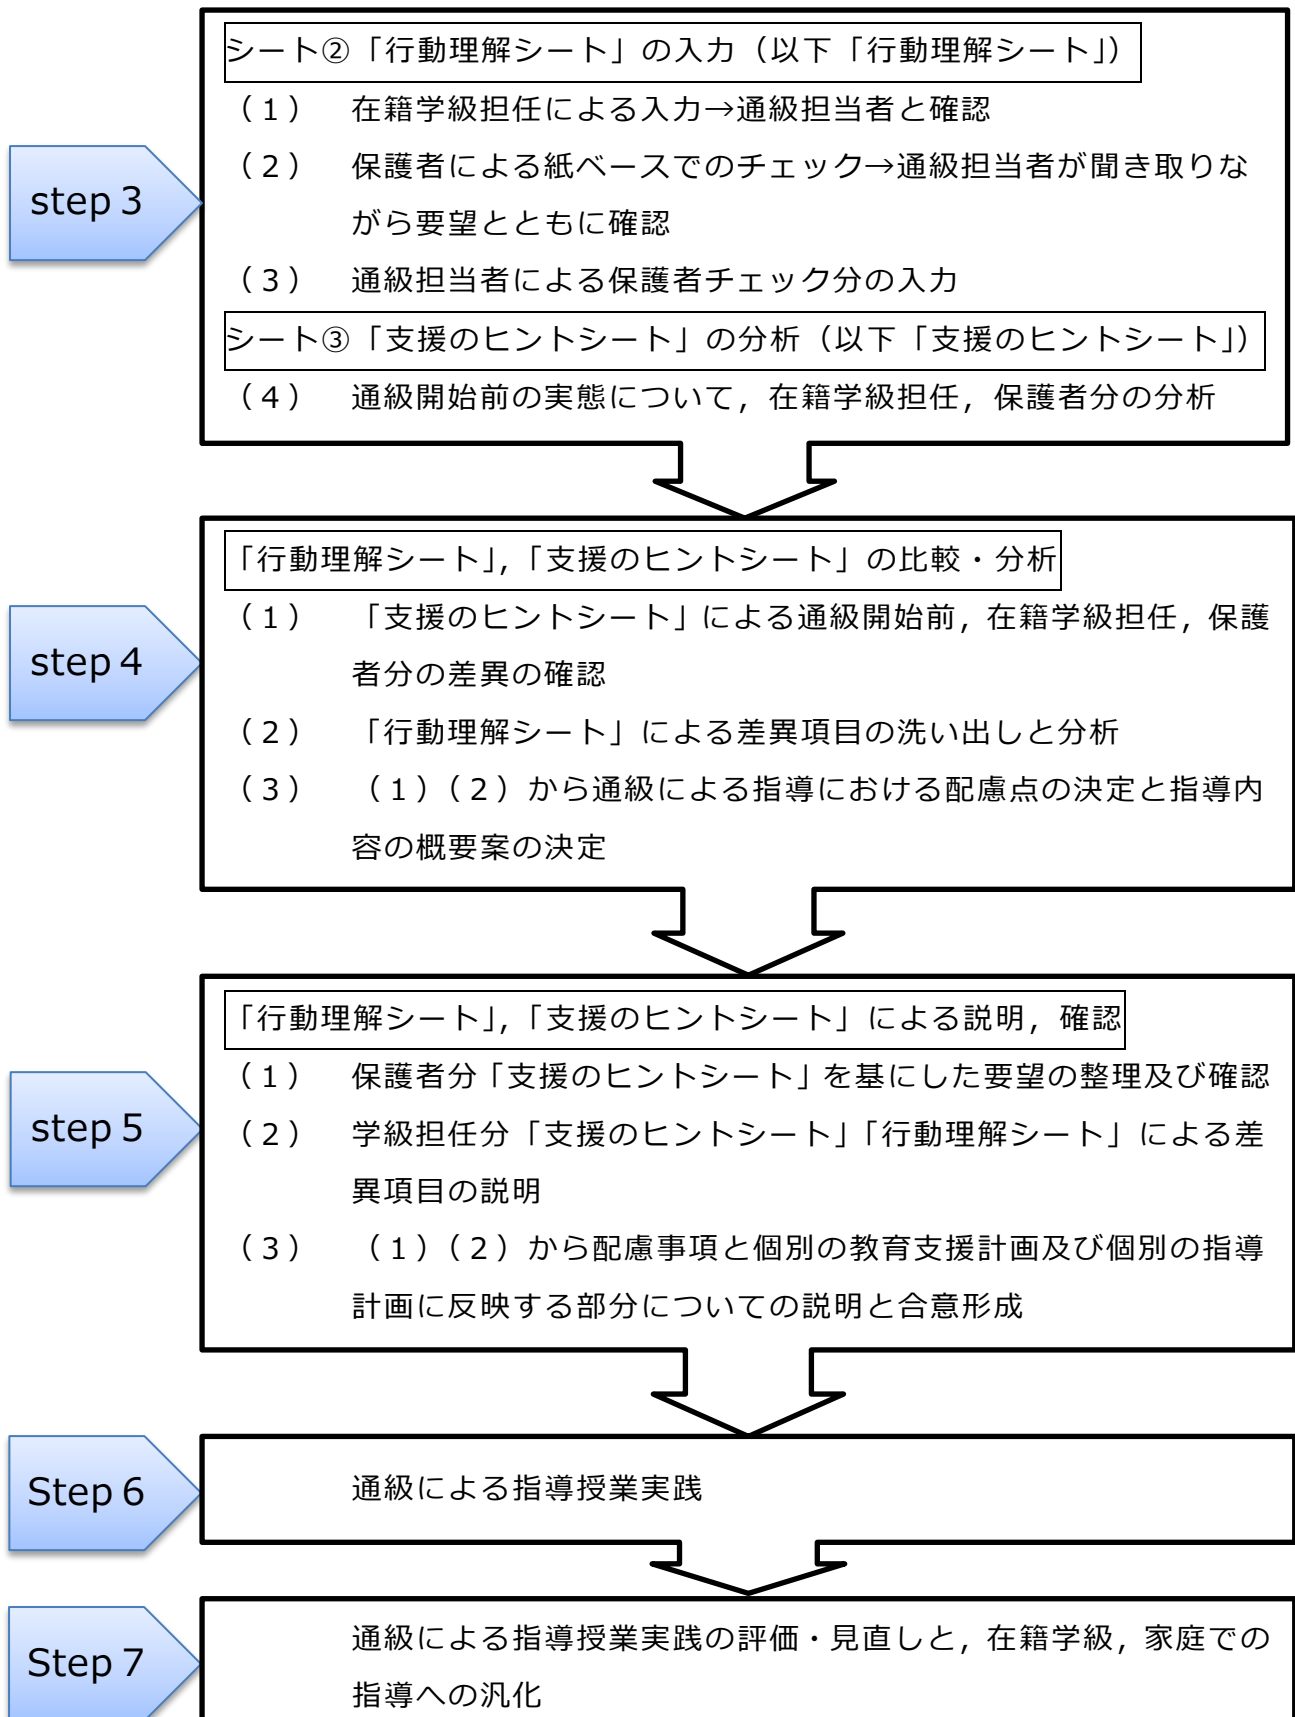 シート②「行動理解シート」の入力（以下「行動理解シート」）
（１）　在籍学級担任による入力→通級担当者と確認
step 3
（２）　保護者による紙ベースでのチェック→通級担当者が聞き取りな
がら要望とともに確認
（３）　通級担当者による保護者チェック分の入力
シート③「支援のヒントシート」の分析（以下「支援のヒントシート」）
（４）　通級開始前の実態について，在籍学級担任，保護者分の分析
「行動理解シート」，「支援のヒントシート」の比較・分析
（１）　「支援のヒントシート」による通級開始前，在籍学級担任，保護
step 4
者分の差異の確認
（２）　「行動理解シート」による差異項目の洗い出しと分析
（３）　（１）（２）から通級による指導における配慮点の決定と指導内
容の概要案の決定
「行動理解シート」，「支援のヒントシート」による説明，確認
（１）　保護者分「支援のヒントシート」を基にした要望の整理及び確認
step 5
（２）　学級担任分「支援のヒントシート」「行動理解シート」による差
異項目の説明
（３）　（１）（２）から配慮事項と個別の教育支援計画及び個別の指導
計画に反映する部分についての説明と合意形成
Step 6
通級による指導授業実践
Step 7
通級による指導授業実践の評価・見直しと，在籍学級，家庭での
指導への汎化